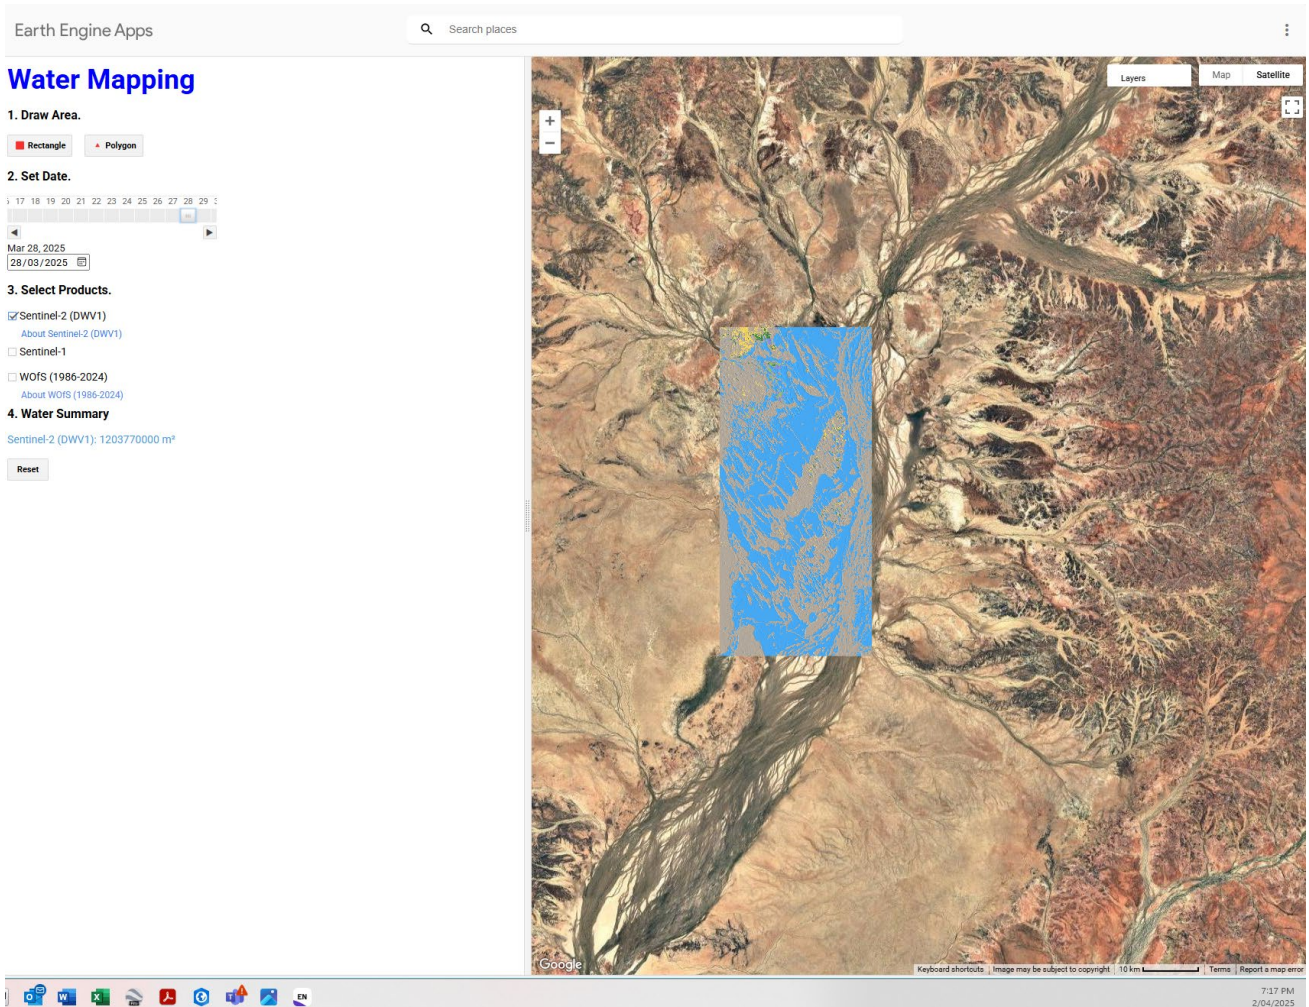 Earth Engine Apps
Search places
Water Mapping
1. Draw Area.
Rectangle
Polygon
2. Set Date.
17 18 19 20 21 22 23 24 25 26 27 28 29
Mar 28, 2025
28/03/2025
3. Select Products.
Sentinel-2 (DWV1)
About Sentinel-2 (DWV1)
Sentinel-1
WOfS (1986-2024)
About WOfS (1986-2024)
4. Water Summary
Sentinel-2 (DWV1): 1203770000 m²
Reset
Layers
Map
Satellite
+
−
Google
Keyboard shortcuts
Image may be subject to copyright
10 km
Terms
Report a map error
EN
7:17 PM
2/04/2025